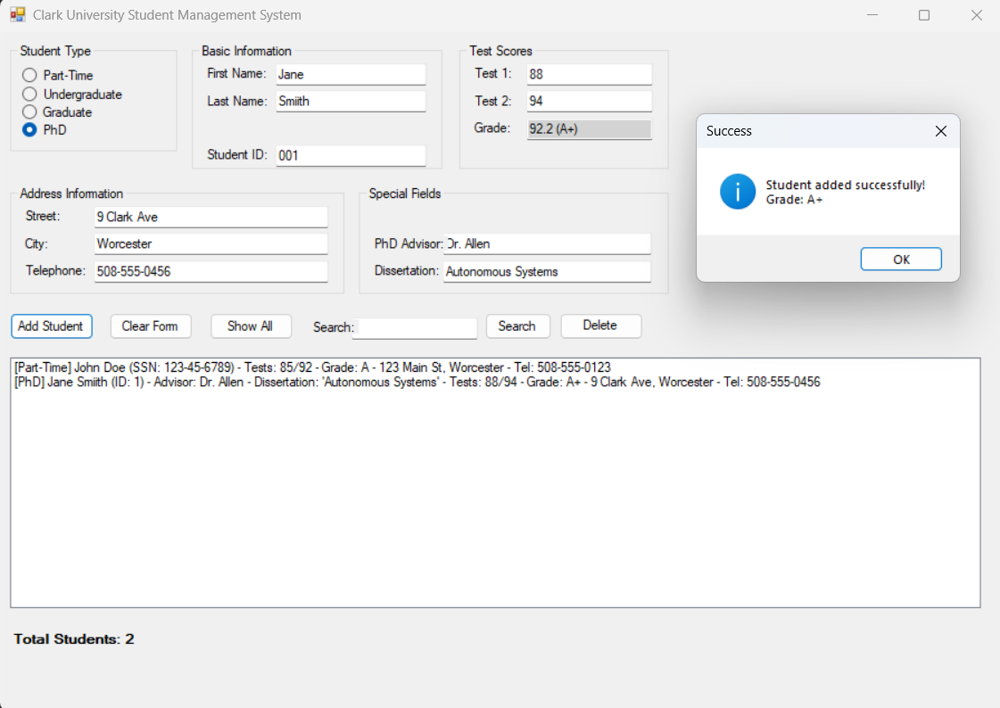 Clark University Student Management System
Student Type
Part-Time
Undergraduate
Graduate
PhD
Basic Information
First Name: Jane
Last Name: Smiith
Student ID: 001
Test Scores
Test 1: 88
Test 2: 94
Grade: 92.2 (A+)
Success
Student added successfully!
Grade: A+
OK
Address Information
Street: 9 Clark Ave
City: Worcester
Telephone: 508-555-0456
Special Fields
PhD Advisor: Dr. Allen
Dissertation: Autonomous Systems
Add Student Clear Form Show All Search: Search Delete
[Part-Time] John Doe (SSN: 123-45-6789) - Tests: 85/92 - Grade: A - 123 Main St, Worcester - Tel: 508-555-0123
[PhD] Jane Smiith (ID: 1) - Advisor: Dr. Allen - Dissertation: 'Autonomous Systems' - Tests: 88/94 - Grade: A+ - 9 Clark Ave, Worcester - Tel: 508-555-0456
Total Students: 2